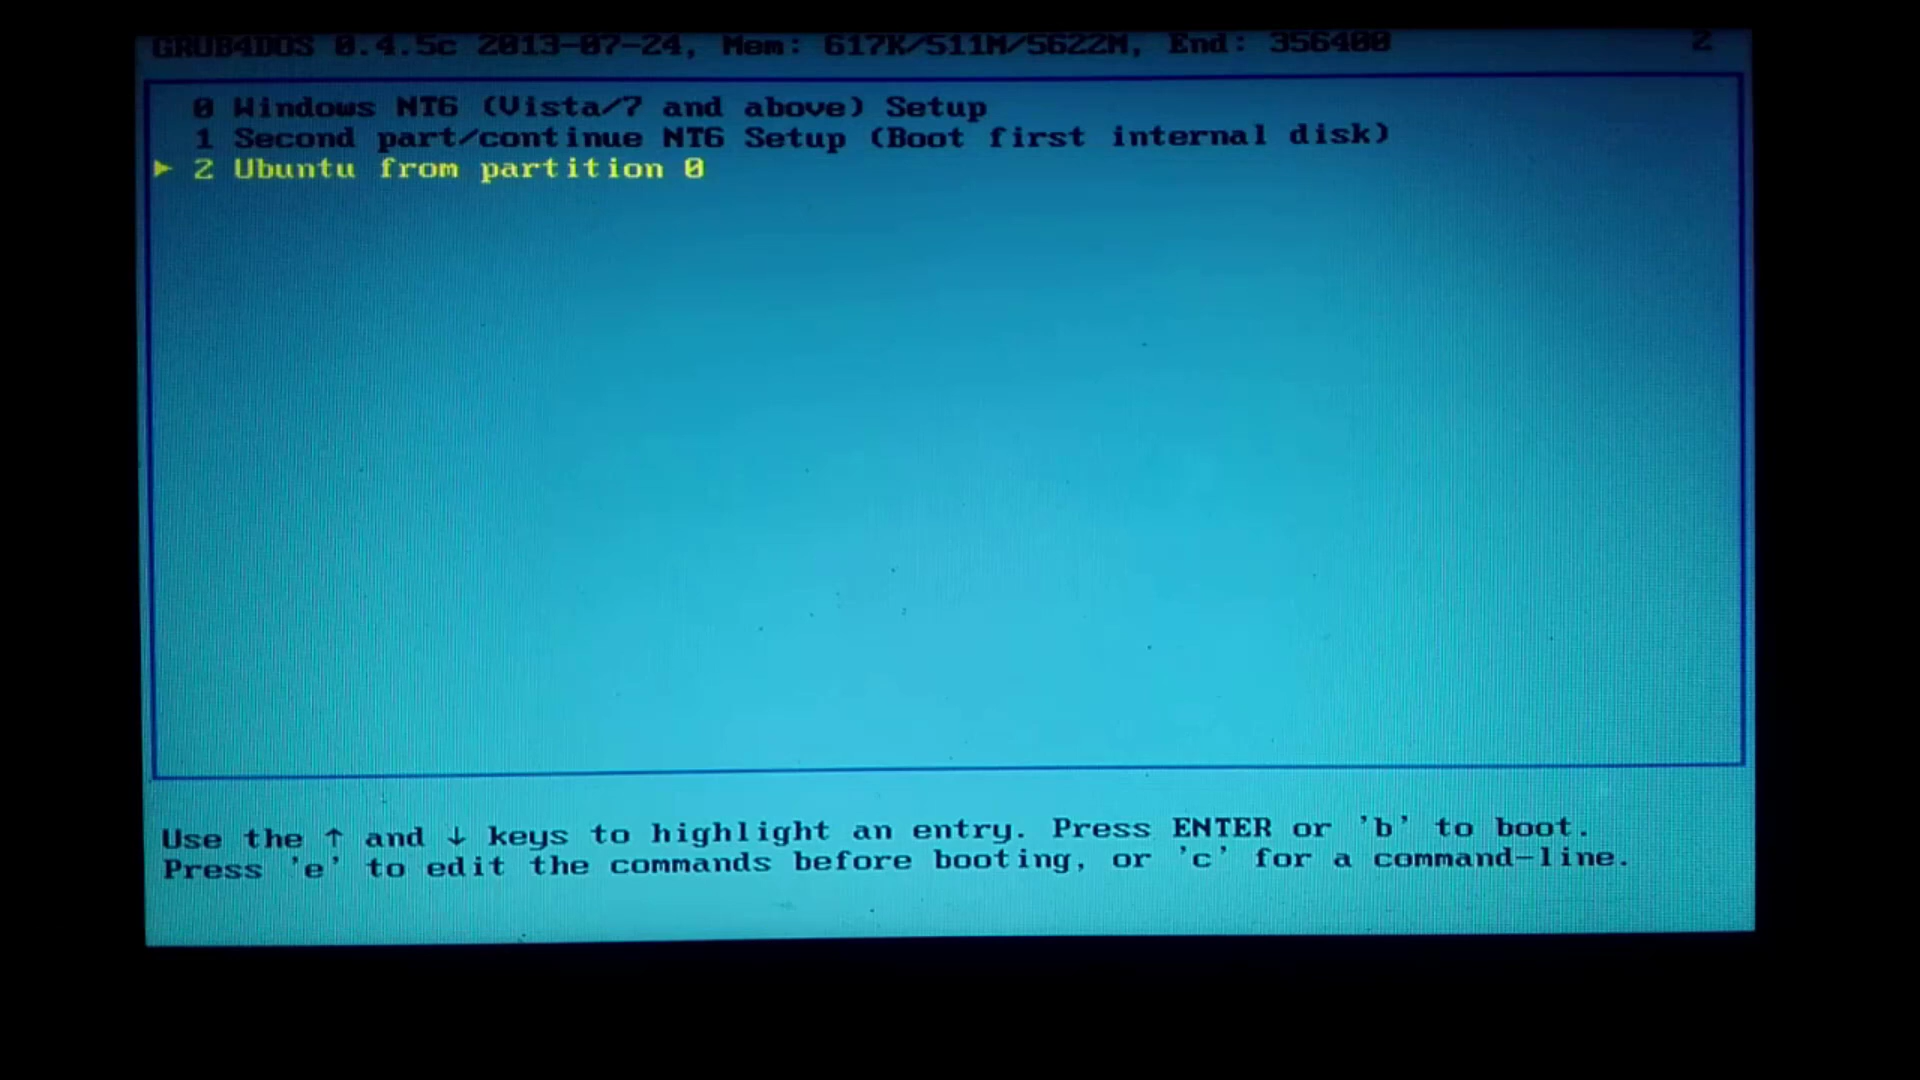 GRUB4DOS 0.4.5c 2013-07-24, Mem: 617K/511M/5622M, End: 356400 2
0 Windows NT6 (Vista/7 and above) Setup
1 Second part/continue NT6 Setup (Boot first internal disk)
► 2 Ubuntu from partition 0
Use the ↑ and ↓ keys to highlight an entry. Press ENTER or 'b' to boot.
Press 'e' to edit the commands before booting, or 'c' for a command-line.